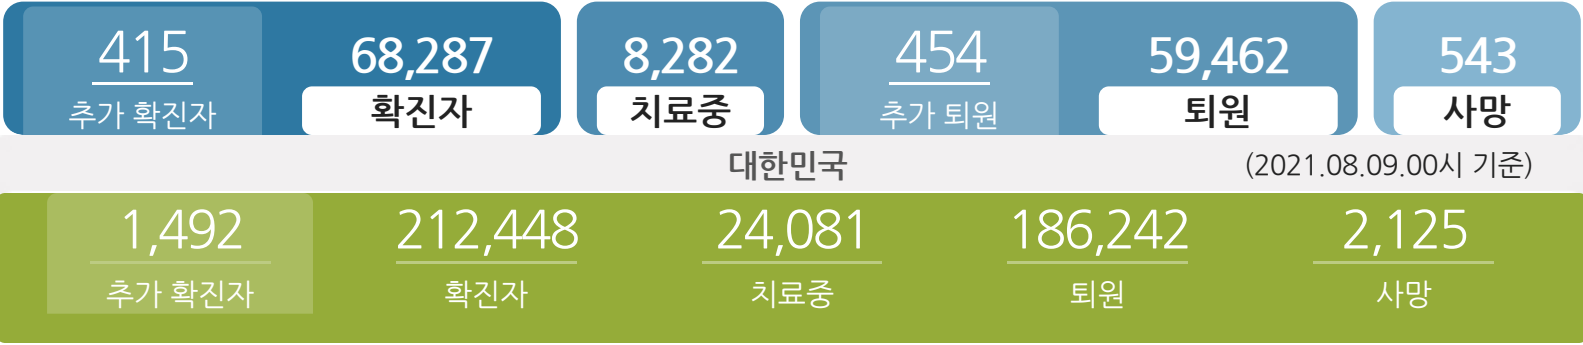 415 68,287 8,282 454 59,462 543
추가 확진자 확진자 치료중 추가 퇴원 퇴원 사망
대한민국 (2021.08.09.00시 기준)
1,492 212,448 24,081 186,242 2,125
추가 확진자 확진자 치료중 퇴원 사망